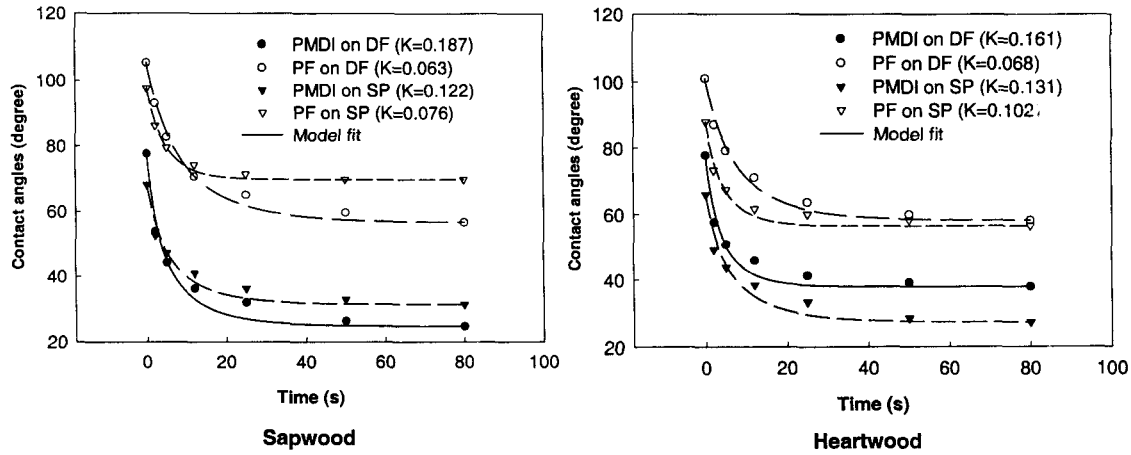 PMDI on DF (K=0.187)
PF on DF (K=0.063)
PMDI on SP (K=0.122)
PF on SP (K=0.076)
Model fit
Contact angles (degree)
120
100
80
60
40
20
0 20 40 60 80 100
Time (s)
Sapwood
PMDI on DF (K=0.161)
PF on DF (K=0.068)
PMDI on SP (K=0.131)
PF on SP (K=0.102)
Model fit
Contact angles (degree)
120
100
80
60
40
20
0 20 40 60 80 100
Time (s)
Heartwood